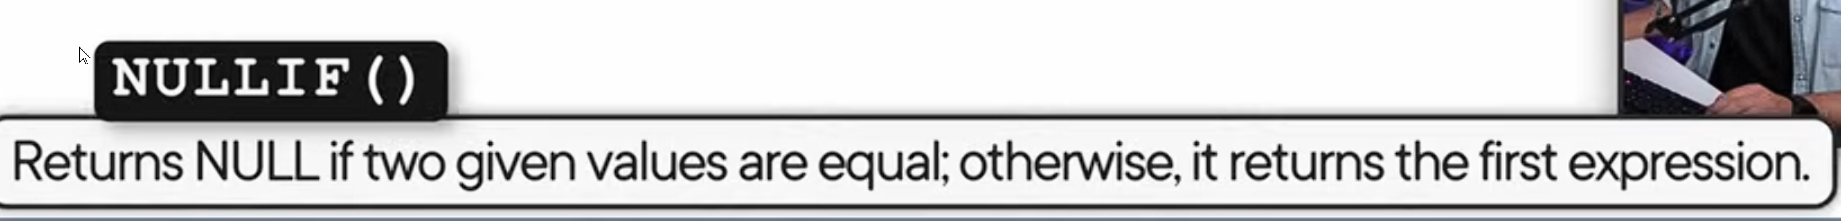 NULLIF()
Returns NULL if two given values are equal; otherwise, it returns the first expression.